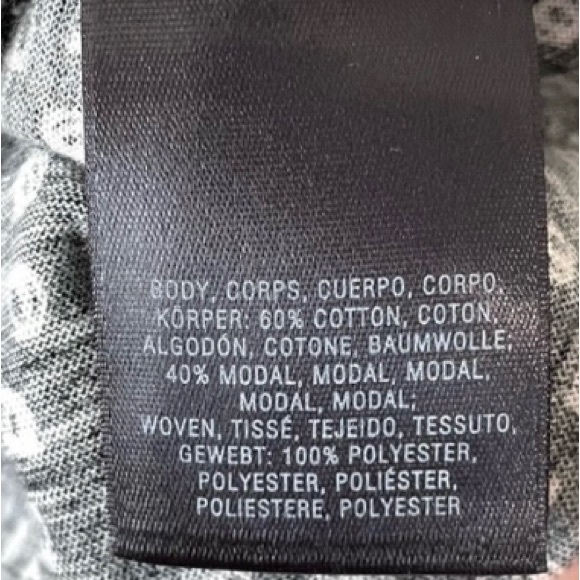 BODY, CORPS, CUERPO, CORPO,
KÖRPER: 60% COTTON, COTON,
ALGODÓN, COTONE, BAUMWOLLE;
40% MODAL, MODAL, MODAL,
MODAL, MODAL;
WOVEN, TISSÉ, TEJEIDO, TESSUTO,
GEWEBT: 100% POLYESTER,
POLYESTER, POLIÉSTER,
POLIESTERE, POLYESTER